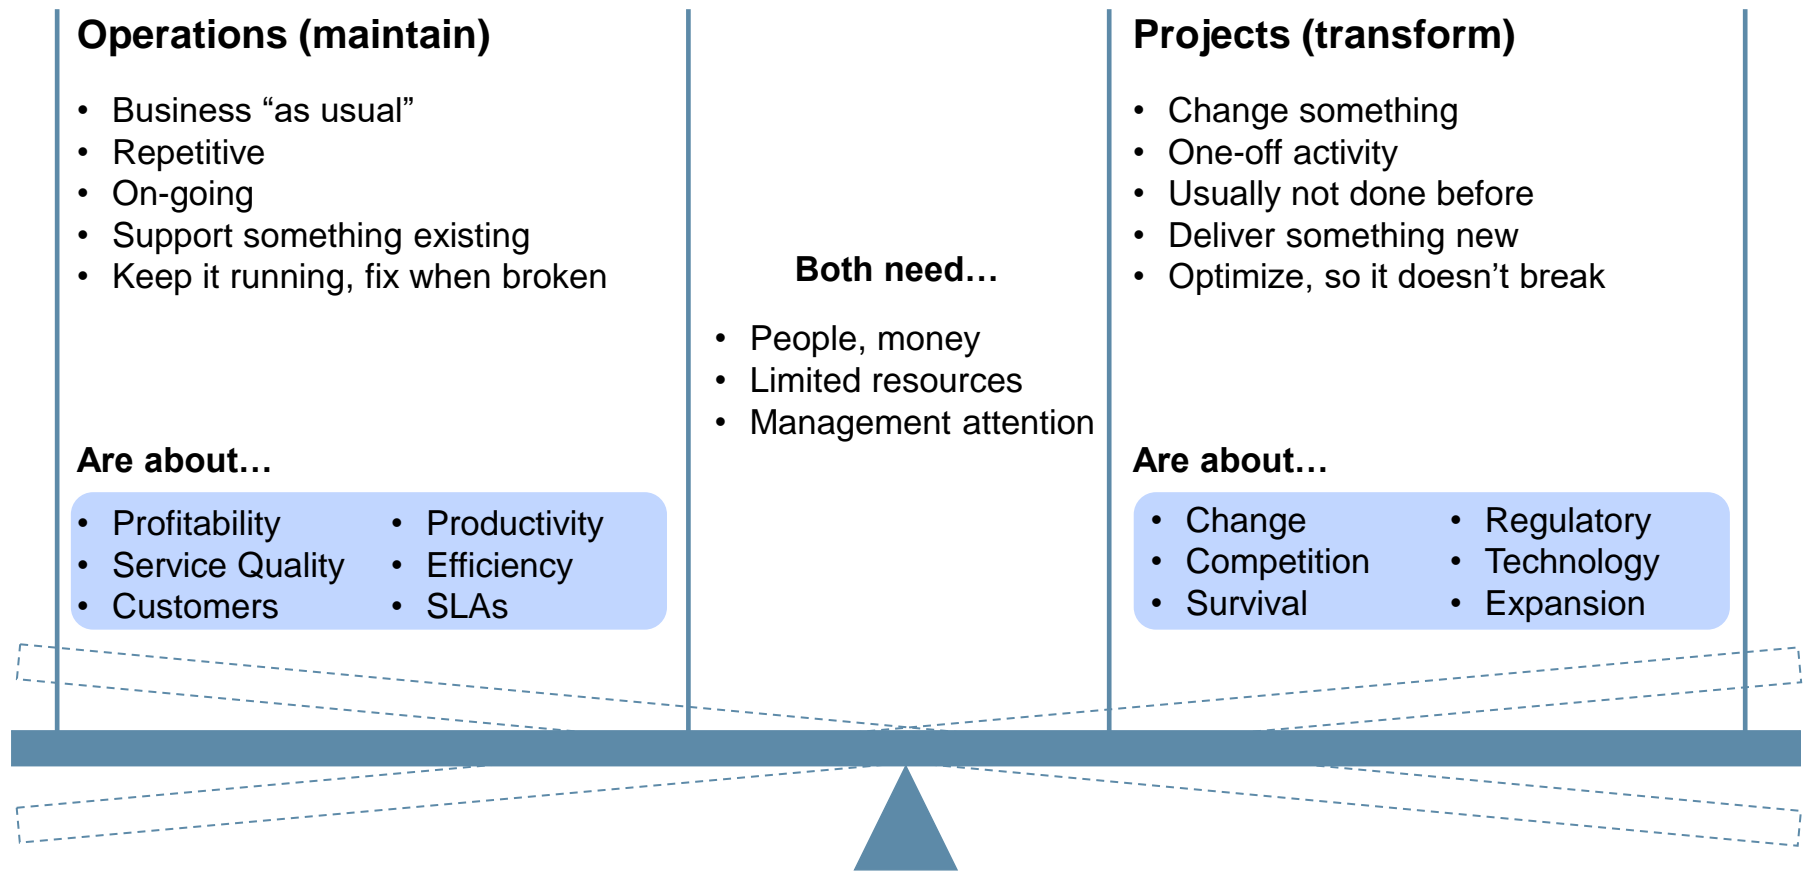 Operations (maintain)
• Business “as usual”
• Repetitive
• On-going
• Support something existing
• Keep it running, fix when broken
Are about…
• Profitability
• Service Quality
• Customers
• Productivity
• Efficiency
• SLAs
Both need…
• People, money
• Limited resources
• Management attention
Projects (transform)
• Change something
• One-off activity
• Usually not done before
• Deliver something new
• Optimize, so it doesn’t break
Are about…
• Change
• Competition
• Survival
• Regulatory
• Technology
• Expansion